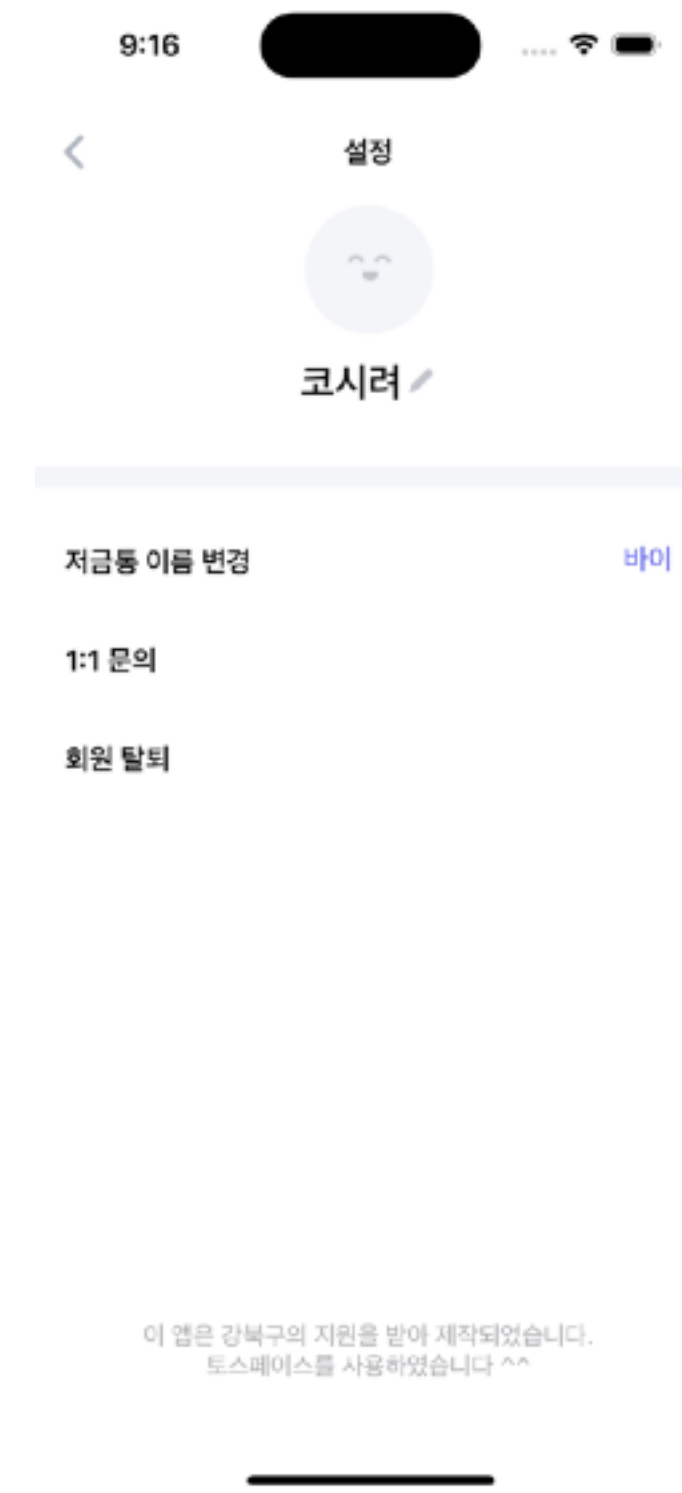 9:16
설정
코시려
저금통 이름 변경 바이
1:1 문의
회원 탈퇴
이 앱은 강북구의 지원을 받아 제작되었습니다.
토스페이스를 사용하였습니다 ^^